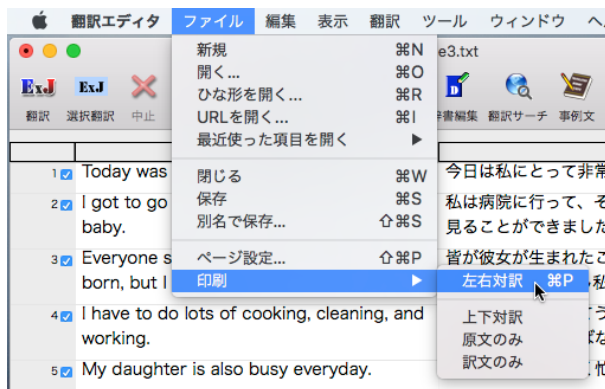 翻訳エディタ ファイル 編集 表示 翻訳 ツール ウィンドウ
e3.txt
新規 ⌘N
開く... ⌘O
ひな形を開く... ⌘R
URLを開く... ⌘I
最近使った項目を開く ▶
閉じる ⌘W
保存 ⌘S
別名で保存... ⇧⌘S
ページ設定... ⇧⌘P
印刷 ▶
左右対訳 ⌘P
上下対訳
原文のみ
訳文のみ
ExJ ExJ
翻訳 選択翻訳 中止 書編集 翻訳サーチ 事例文
1 Today was 今日は私にとって非常
2 I got to go 私は病院に行って、そ
baby. 見ることができました
3 Everyone s 皆が彼女が生まれたこ
born, but I 私
4 I have to do lots of cooking, cleaning, and
working.
5 My daughter is also busy everyday.